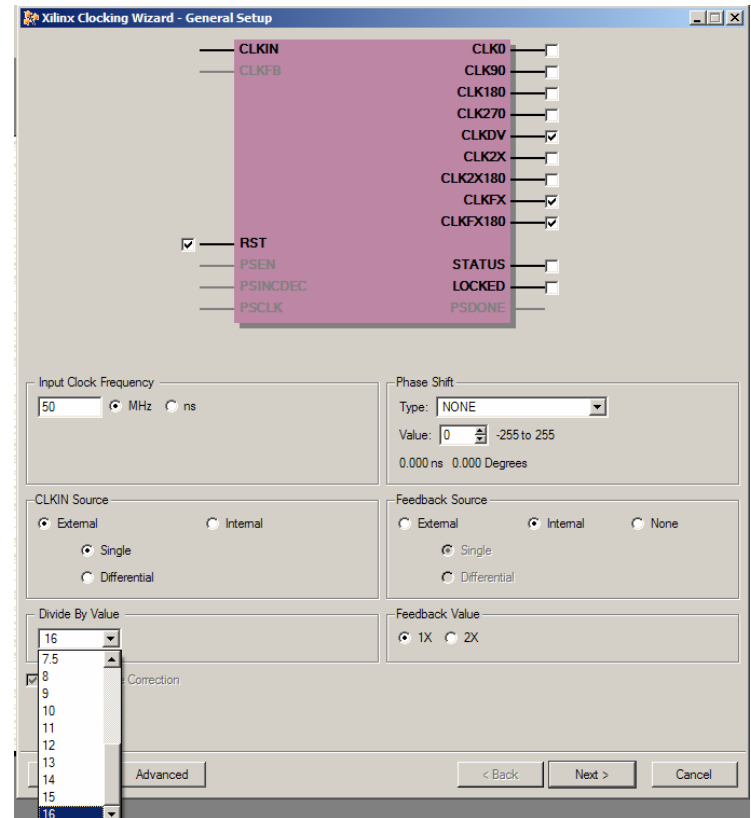 Xilinx Clocking Wizard - General Setup
CLKIN CLK0
CLKFB CLK90
CLK180
CLK270
CLKDV
CLK2X
CLK2X180
CLKFX
CLKFX180
RST
PSEN STATUS
PSINCDEC LOCKED
PSCLK PSDONE
Input Clock Frequency
50 MHz ns
Phase Shift
Type: NONE
Value: 0 -255 to 255
0.000 ns 0.000 Degrees
CLKIN Source
External Internal
Single
Differential
Feedback Source
External Internal None
Single
Differential
Divide By Value
16
Feedback Value
1X 2X
7.5
8
Correction
9
10
11
12
13
14
15
16
Advanced
< Back Next > Cancel